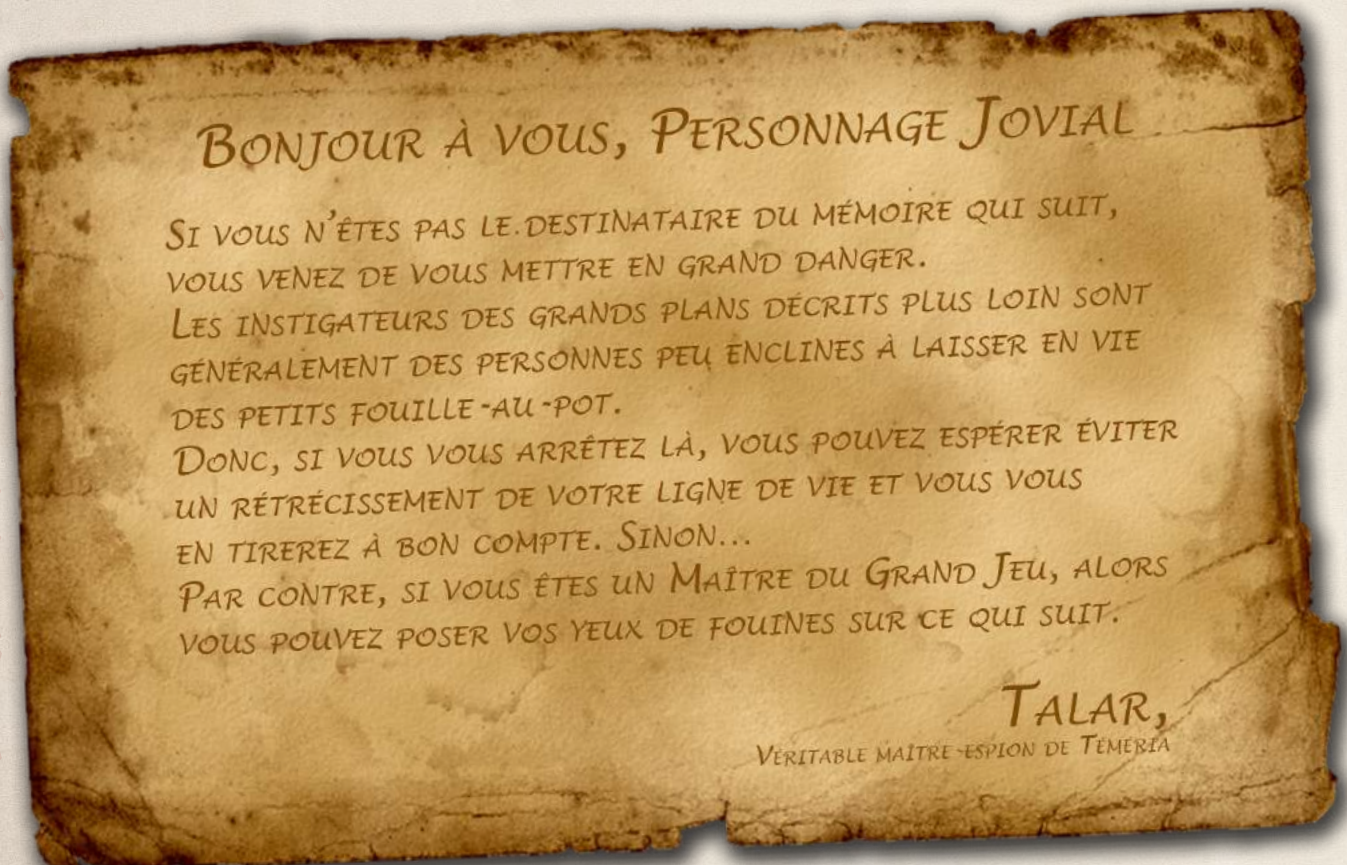 Bonjour à vous, Personnage Jovial
Si vous n'êtes pas le destinataire du mémoire qui suit,
vous venez de vous mettre en grand danger.
Les instigateurs des grands plans décrits plus loin sont
généralement des personnes peu enclines à laisser en vie
des petits fouille-au-pot.
Donc, si vous vous arrêtez là, vous pouvez espérer éviter
un rétrécissement de votre ligne de vie et vous vous
en tirerez à bon compte. Sinon...
Par contre, si vous êtes un Maître du Grand Jeu, alors
vous pouvez poser vos yeux de fouines sur ce qui suit.
Talar,
Véritable maître-espion de Téméria